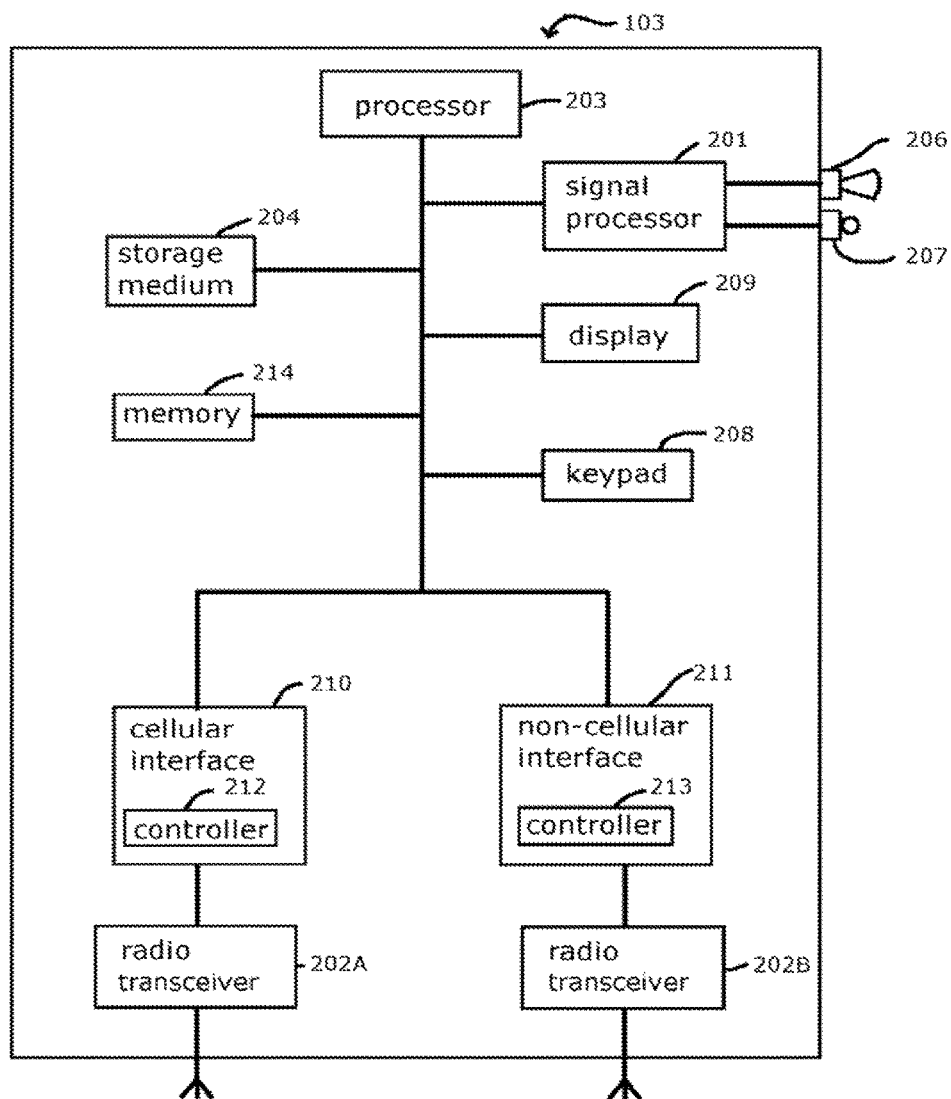 103
processor
203
201
signal
processor
206
207
204
storage
medium
209
display
214
memory
208
keypad
210
cellular
interface
212
controller
211
non-cellular
interface
213
controller
radio
transceiver
202A
radio
transceiver
202B